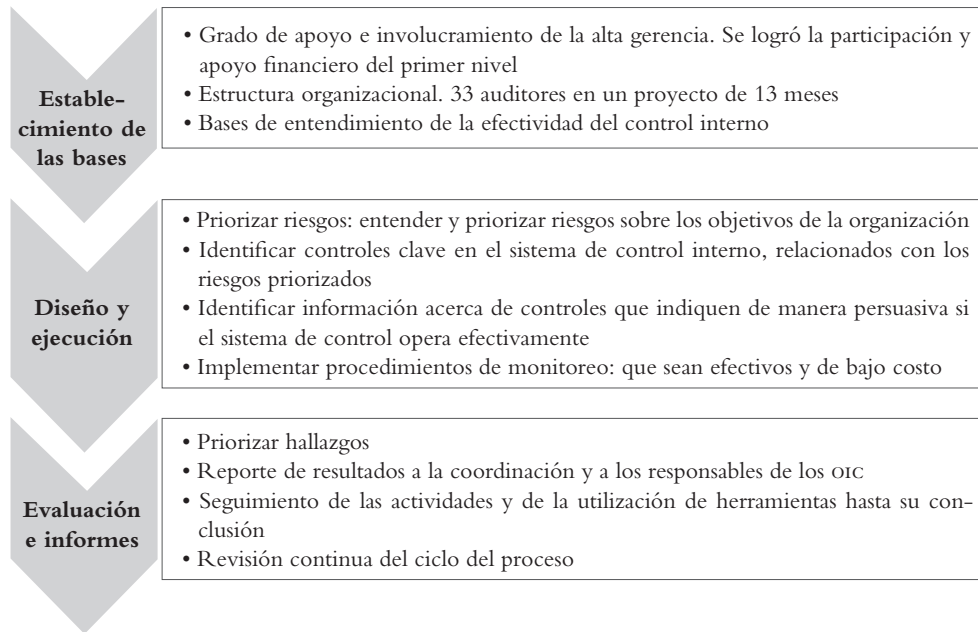 Estable-
cimiento de
las bases
• Grado de apoyo e involucramiento de la alta gerencia. Se logró la participación y
apoyo financiero del primer nivel
• Estructura organizacional. 33 auditores en un proyecto de 13 meses
• Bases de entendimiento de la efectividad del control interno
Diseño y
ejecución
• Priorizar riesgos: entender y priorizar riesgos sobre los objetivos de la organización
• Identificar controles clave en el sistema de control interno, relacionados con los
riesgos priorizados
• Identificar información acerca de controles que indiquen de manera persuasiva si
el sistema de control opera efectivamente
• Implementar procedimientos de monitoreo: que sean efectivos y de bajo costo
Evaluación
e informes
• Priorizar hallazgos
• Reporte de resultados a la coordinación y a los responsables de los OIC
• Seguimiento de las actividades y de la utilización de herramientas hasta su con-
clusión
• Revisión continua del ciclo del proceso